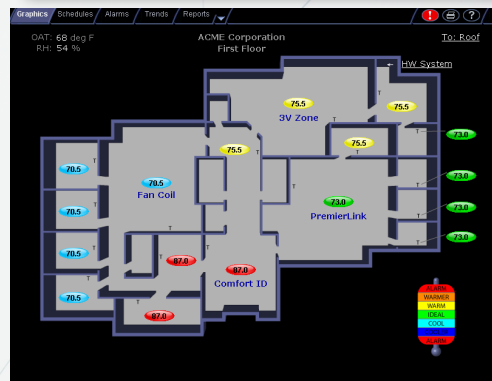 Graphics Schedules Alarms Trends Reports
! ?
OAT: 68 deg F
RH: 54 %
ACME Corporation
First Floor
To: Roof
← HW System
75.5
75.5
3V Zone
T
73.0
75.5
75.5
T
T
T
T
70.5
70.5
Fan Coil
T
73.0
T
70.5
73.0
PremierLink
T
73.0
T
70.5
T
87.0
T
73.0
87.0
Comfort ID
T
70.5
T
87.0
ALARM
WARMER
WARM
IDEAL
COOL
COOLER
ALARM